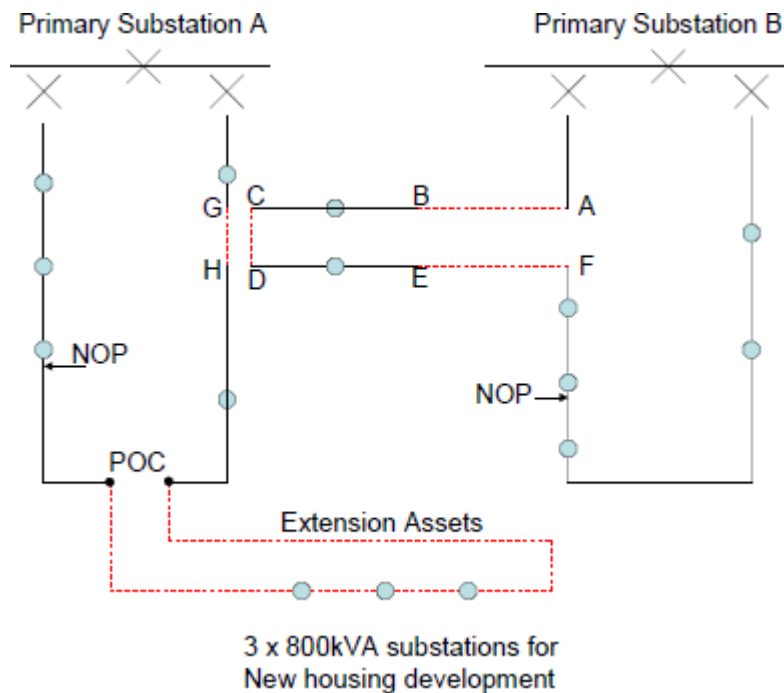 Primary Substation A
Primary Substation B
G
C
B
A
H
D
E
F
NOP
NOP
POC
Extension Assets
3 x 800kVA substations for
New housing development